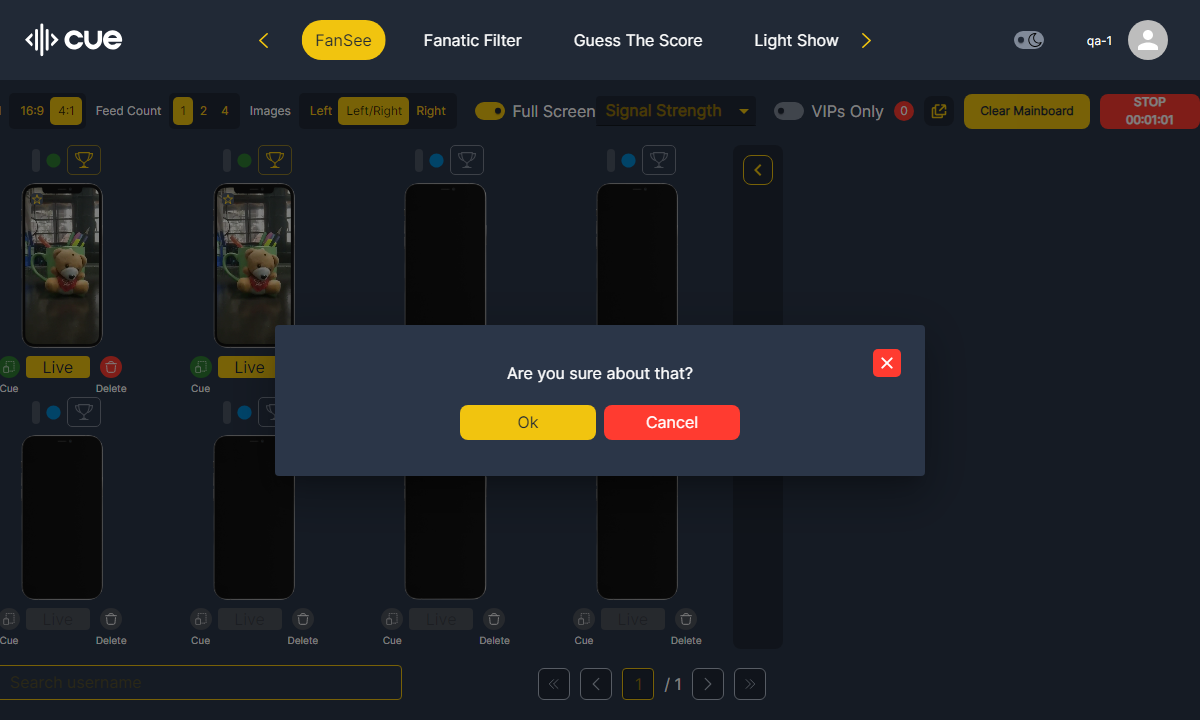 CUE
FanSee
Fanatic Filter
Guess The Score
Light Show
qa-1
16:9
4:1
Feed Count
1
2
4
Images
Left
Left/Right
Right
Full Screen
Signal Strength
VIPs Only
0
Clear Mainboard
STOP
00:01:01
Live
Cue
Delete
Live
Cue
Are you sure about that?
Ok
Cancel
Live
Cue
Delete
Live
Cue
Delete
Live
Cue
Delete
Live
Cue
Delete
Search username
1
/ 1